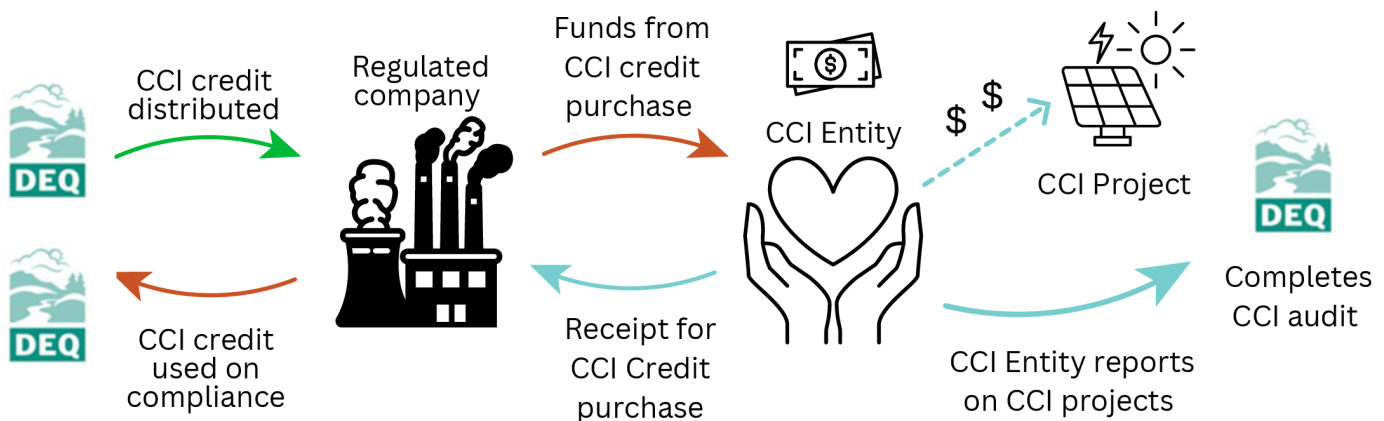 CCI credit
distributed
DEQ
Regulated
company
Funds from
CCI credit
purchase
$
CCI Entity
$ $
CCI Project
DEQ
Completes
CCI audit
DEQ
CCI credit
used on
compliance
Receipt for
CCI Credit
purchase
CCI Entity reports
on CCI projects